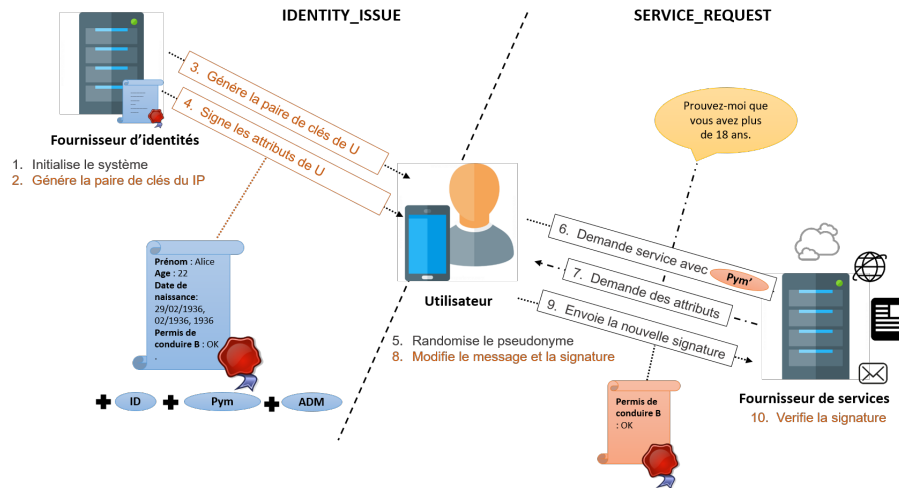 IDENTITY_ISSUE
SERVICE_REQUEST
3. Génére la paire de clés de U
4. Signe les attributs de U
Fournisseur d'identités
1. Initialise le système
2. Génére la paire de clés du IP
Prouvez-moi que
vous avez plus
de 18 ans.
Prénom : Alice
Age : 22
Date de
naissance:
29/02/1936,
02/1936, 1936
Permis de
conduire B : OK
.
ID
Pym
ADM
Utilisateur
5. Randomise le pseudonyme
8. Modifie le message et la signature
6. Demande service avec Pym'
7. Demande des attributs
9. Envoie la nouvelle signature
Permis de
conduire B
: OK
Fournisseur de services
10. Verifie la signature